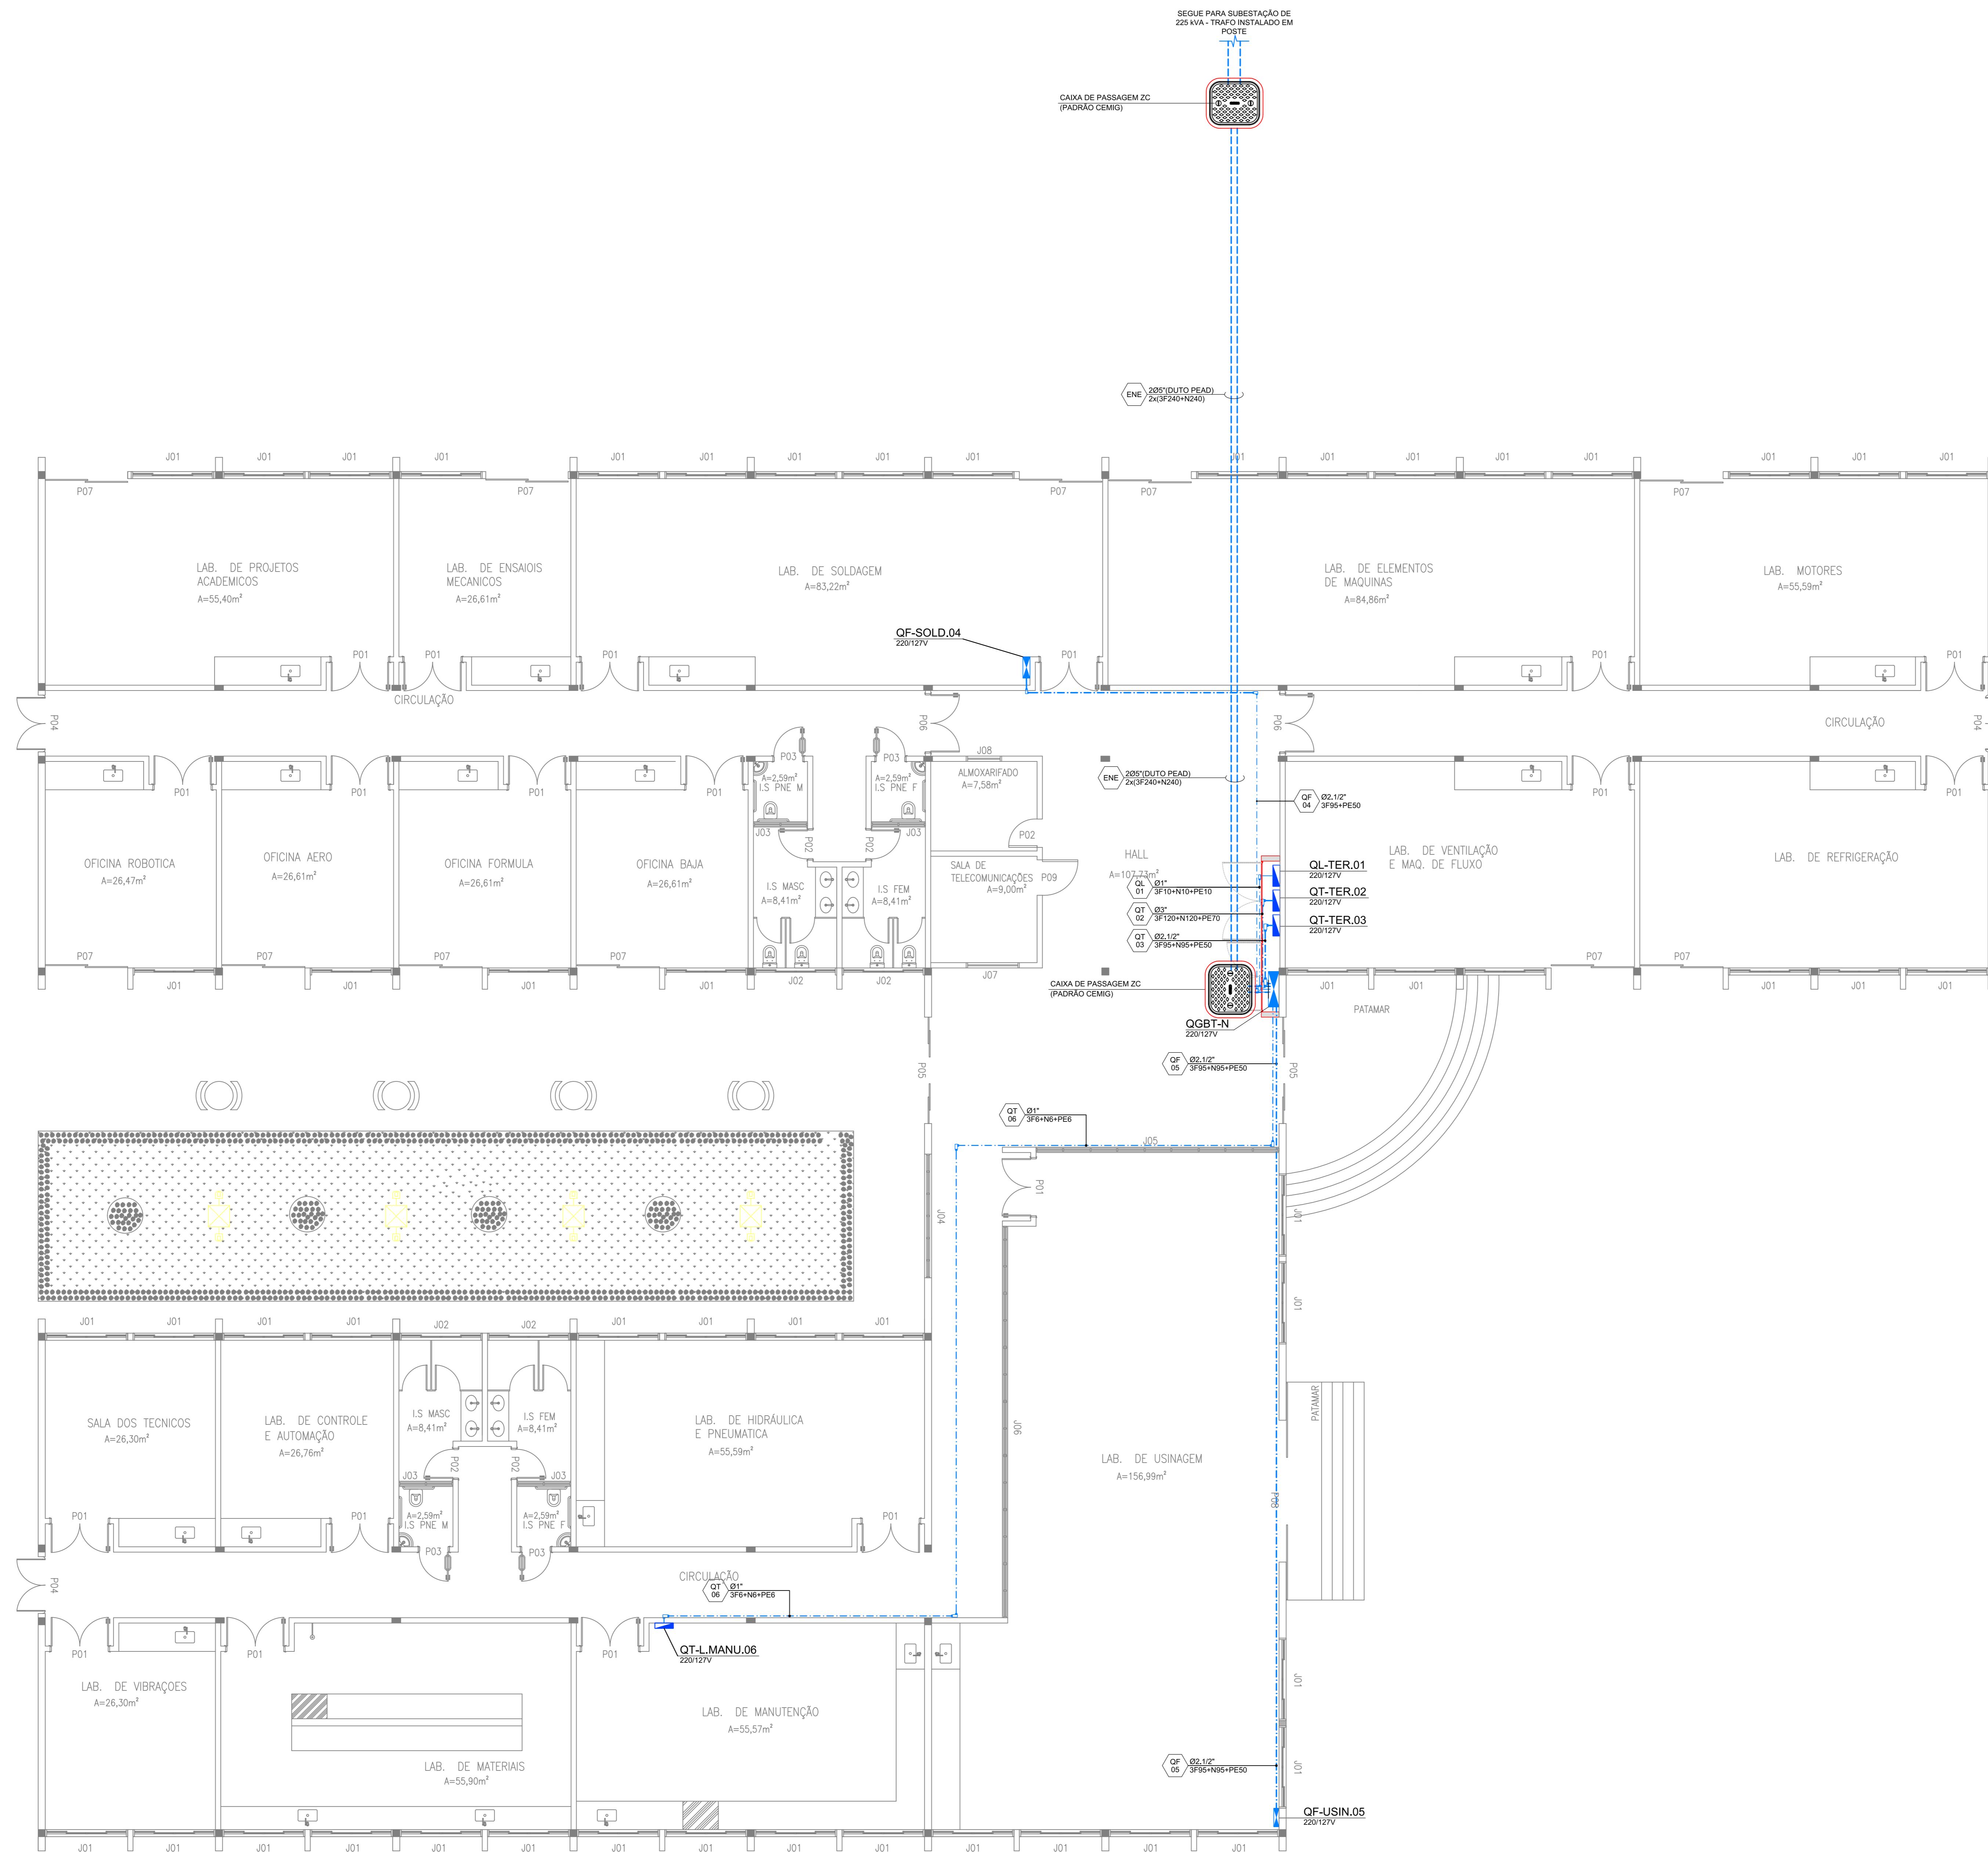 SEGUE PARA SUBESTAÇÃO DE
225 kVA - TRAFO INSTALADO EM
POSTE
CAIXA DE PASSAGEM ZC
(PADRÃO CEMIG)
ENE
2Ø5"(DUTO PEAD)
2x(3F240+N240)
J01 J01 J01 J01 J01 J01 J01 J01 J01 J01 J01 J01 J01 J01 J01 J01 J01
P07 P07 P07 P07 P07
LAB. DE PROJETOS
ACADEMICOS
A=55,40m²
LAB. DE ENSAIOIS
MECANICOS
A=26,61m²
LAB. DE SOLDAGEM
A=83,22m²
LAB. DE ELEMENTOS
DE MAQUINAS
A=84,86m²
LAB. MOTORES
A=55,59m²
QF-SOLD.04
220/127V
P01 P01 P01 P01 P01 P01
CIRCULAÇÃO
P04
P06
P06
CIRCULAÇÃO
P04
P03 P03
J08
A=2,59m²
I.S PNE M
A=2,59m²
I.S PNE F
ALMOXARIFADO
A=7,58m²
ENE
2Ø5"(DUTO PEAD)
2x(3F240+N240)
QF
04
Ø2.1/2"
3F95+PE50
P01 P01 P01 P01 P01 P01
J03 J03
P02
P02
P02
OFICINA ROBOTICA
A=26,47m²
OFICINA AERO
A=26,61m²
OFICINA FORMULA
A=26,61m²
OFICINA BAJA
A=26,61m²
I.S MASC
A=8,41m²
I.S FEM
A=8,41m²
SALA DE
TELECOMUNICAÇÕES
A=9,00m²
P09
HALL
A=107,73m²
LAB. DE VENTILAÇÃO
E MAQ. DE FLUXO
LAB. DE REFRIGERAÇÃO
QL-TER.01
220/127V
QT-TER.02
220/127V
QT-TER.03
220/127V
QL
01
Ø1"
3F10+N10+PE10
QT
02
Ø3"
3F120+N120+PE70
QT
03
Ø2.1/2"
3F95+N95+PE50
P07 P07 P07 P07 P07 P07
J01 J01 J01 J01 J02 J02 J07 J01 J01 J01 J01 J01
CAIXA DE PASSAGEM ZC
(PADRÃO CEMIG)
PATAMAR
QGBT-N
220/127V
P05
P05
QF
05
Ø2.1/2"
3F95+N95+PE50
QT
06
Ø1"
3F6+N6+PE6
J05
P01
J04
J01
J01
J01 J01 J01 J01 J02 J02 J01 J01 J01 J01
PATAMAR
SALA DOS TECNICOS
A=26,30m²
LAB. DE CONTROLE
E AUTOMAÇÃO
A=26,76m²
I.S MASC
A=8,41m²
I.S FEM
A=8,41m²
LAB. DE HIDRÁULICA
E PNEUMATICA
A=55,59m²
J06
LAB. DE USINAGEM
A=156,99m²
P02
P02
J03 J03
P08
A=2,59m²
I.S PNE M
A=2,59m²
I.S PNE F
P01 P01 P01
P03 P03
P04
CIRCULAÇÃO
QT
06
Ø1"
3F6+N6+PE6
P01 P01 P01
QT-L.MANU.06
220/127V
LAB. DE VIBRAÇOES
A=26,30m²
LAB. DE MANUTENÇÃO
A=55,57m²
J01
LAB. DE MATERIAIS
A=55,90m²
QF
05
Ø2.1/2"
3F95+N95+PE50
J01
QF-USIN.05
220/127V
J01 J01 J01 J01 J01 J01 J01 J01 J01 J01 J01 J01 J01 J01